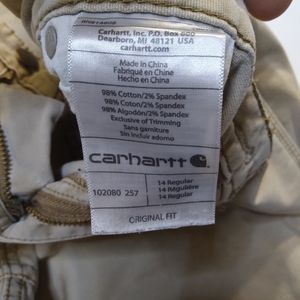 Carhartt, Inc. P.O. Box 600
Dearborn, MI 48121 USA
carhartt.com
Made in China
Fabriqué en Chine
Hecho en China
98% Cotton/2% Spandex
98% Coton/2% Spandex
98% Algodón/2% Spandex
Exclusive of Trimming
Sans garniture
Sin incluir adorno
carhartt
102080 257
14 Regular
14 Régulière
14 Regular
ORIGINAL FIT